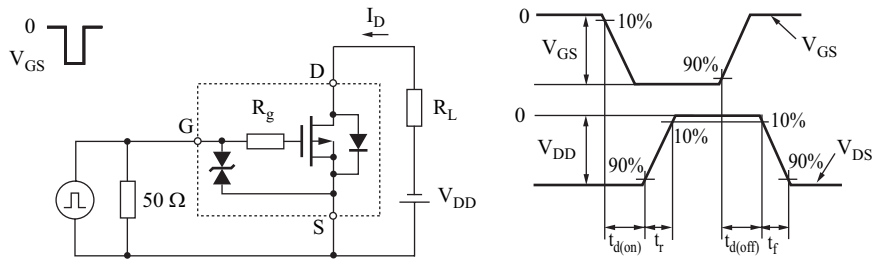 0
V_GS
I_D
D
R_g
G
R_L
50 Ω
V_DD
S
0
10%
V_GS
90%
V_GS
0
V_DD
90%
10%
10%
90%
V_DS
t_d(on)
t_r
t_d(off)
t_f